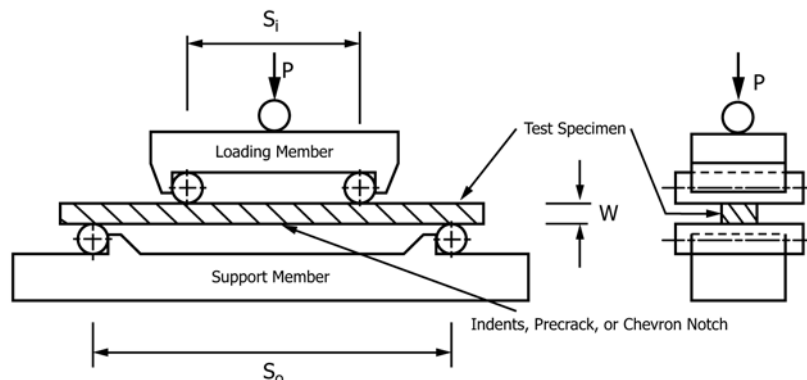 Sᵢ
P
P
Test Specimen
Loading Member
W
Support Member
Indents, Precrack, or Chevron Notch
Sₒ